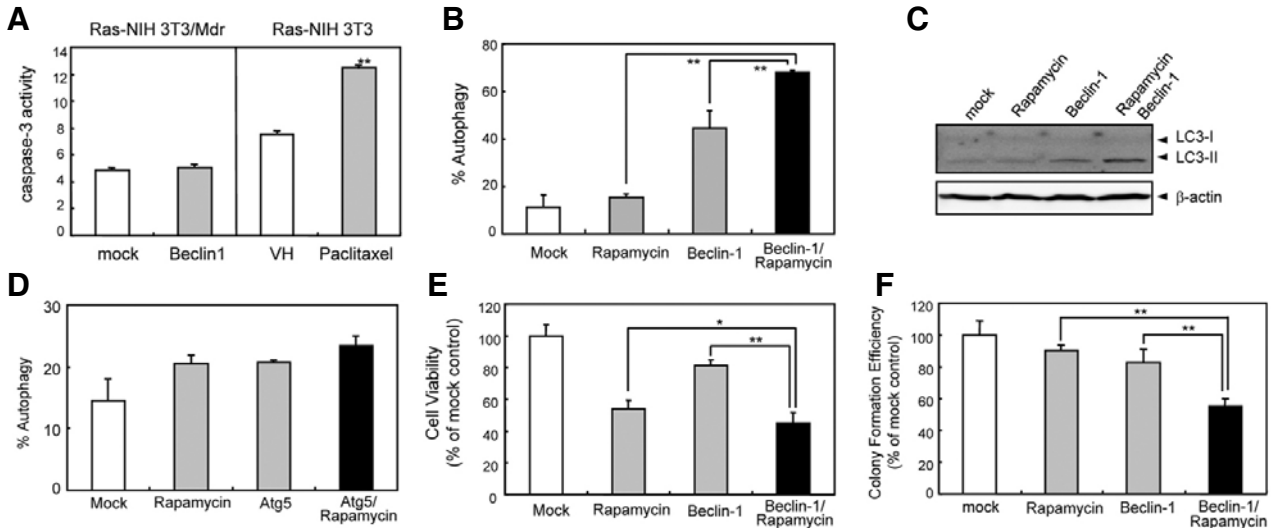 A
Ras-NIH 3T3/Mdr
Ras-NIH 3T3
caspase-3 activity
14
12
10
8
6
4
2
0
**
mock
Beclin1
VH
Paclitaxel
B
% Autophagy
80
60
40
20
0
**
**
Mock
Rapamycin
Beclin-1
Beclin-1/
Rapamycin
C
mock
Rapamycin
Beclin-1
Rapamycin
Beclin-1
LC3-I
LC3-II
β-actin
D
% Autophagy
30
20
10
0
Mock
Rapamycin
Atg5
Atg5/
Rapamycin
E
Cell Viability
(% of mock control)
120
100
80
60
40
20
0
*
**
Mock
Rapamycin
Beclin-1
Beclin-1/
Rapamycin
F
Colony Formation Efficiency
(% of mock control)
120
100
80
60
40
20
0
**
**
mock
Rapamycin
Beclin-1
Beclin-1/
Rapamycin